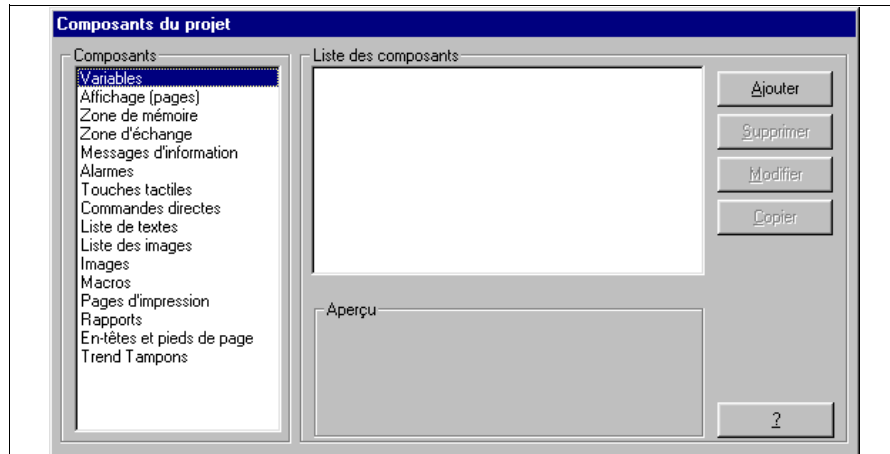 Composants du projet
Composants
Variables
Affichage (pages)
Zone de mémoire
Zone d'échange
Messages d'information
Alarmes
Touches tactiles
Commandes directes
Liste de textes
Liste des images
Images
Macros
Pages d'impression
Rapports
En-têtes et pieds de page
Trend Tampons
Liste des composants
Ajouter
Supprimer
Modifier
Copier
Aperçu
?